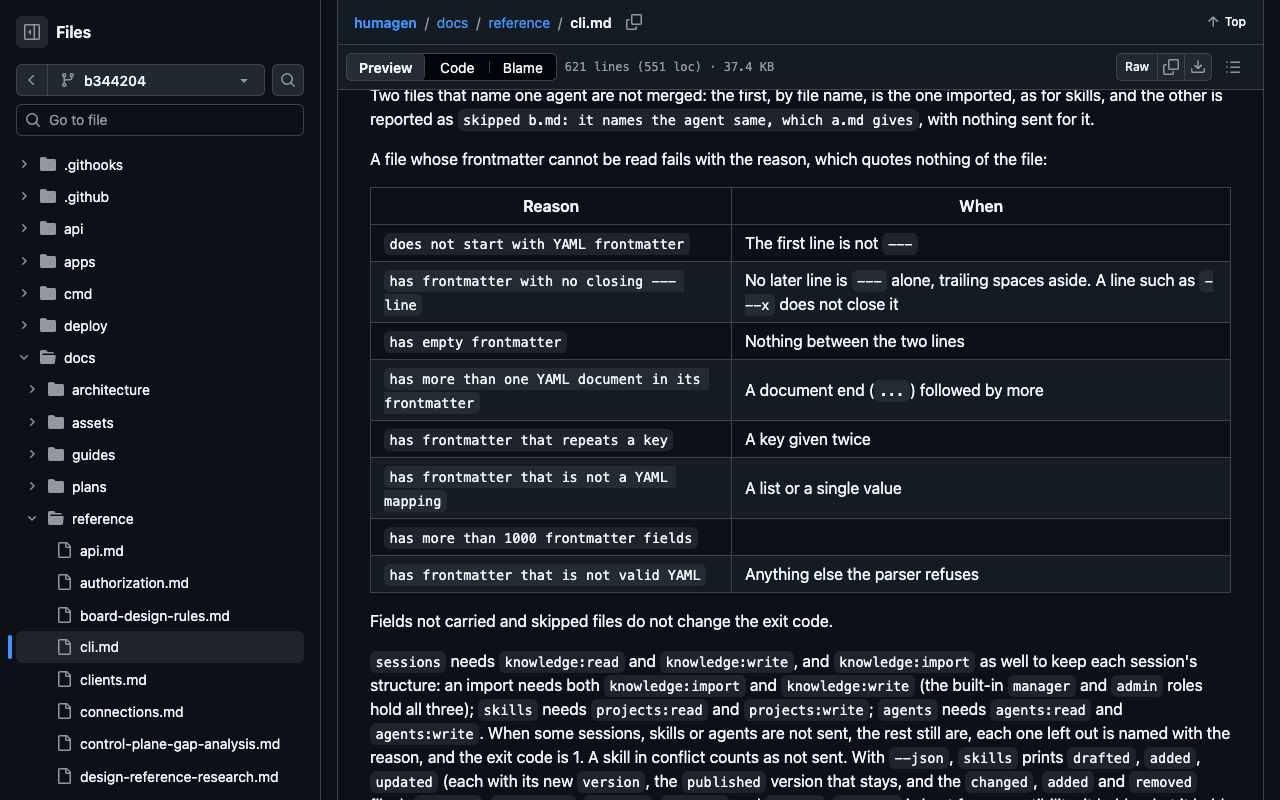 Files
b344204
Go to file
.githooks
.github
api
apps
cmd
deploy
docs
architecture
assets
guides
plans
reference
api.md
authorization.md
board-design-rules.md
cli.md
clients.md
connections.md
control-plane-gap-analysis.md
design-reference-research.md
humagen / docs / reference / cli.md
Top
Preview Code Blame 621 lines (551 loc) · 37.4 KB
Raw
Two files that name one agent are not merged: the first, by file name, is the one imported, as for skills, and the other is
reported as skipped b.md: it names the agent same, which a.md gives, with nothing sent for it.
A file whose frontmatter cannot be read fails with the reason, which quotes nothing of the file:
Reason When
does not start with YAML frontmatter The first line is not ---
has frontmatter with no closing --- line No later line is --- alone, trailing spaces aside. A line such as -
--x does not close it
has empty frontmatter Nothing between the two lines
has more than one YAML document in its
frontmatter A document end (...) followed by more
has frontmatter that repeats a key A key given twice
has frontmatter that is not a YAML
mapping A list or a single value
has more than 1000 frontmatter fields
has frontmatter that is not valid YAML Anything else the parser refuses
Fields not carried and skipped files do not change the exit code.
sessions needs knowledge:read and knowledge:write, and knowledge:import as well to keep each session's
structure: an import needs both knowledge:import and knowledge:write (the built-in manager and admin roles
hold all three); skills needs projects:read and projects:write; agents needs agents:read and
agents:write. When some sessions, skills or agents are not sent, the rest still are, each one left out is named with the
reason, and the exit code is 1. A skill in conflict counts as not sent. With --json, skills prints drafted, added,
updated (each with its new version, the published version that stays, and the changed, added and removed